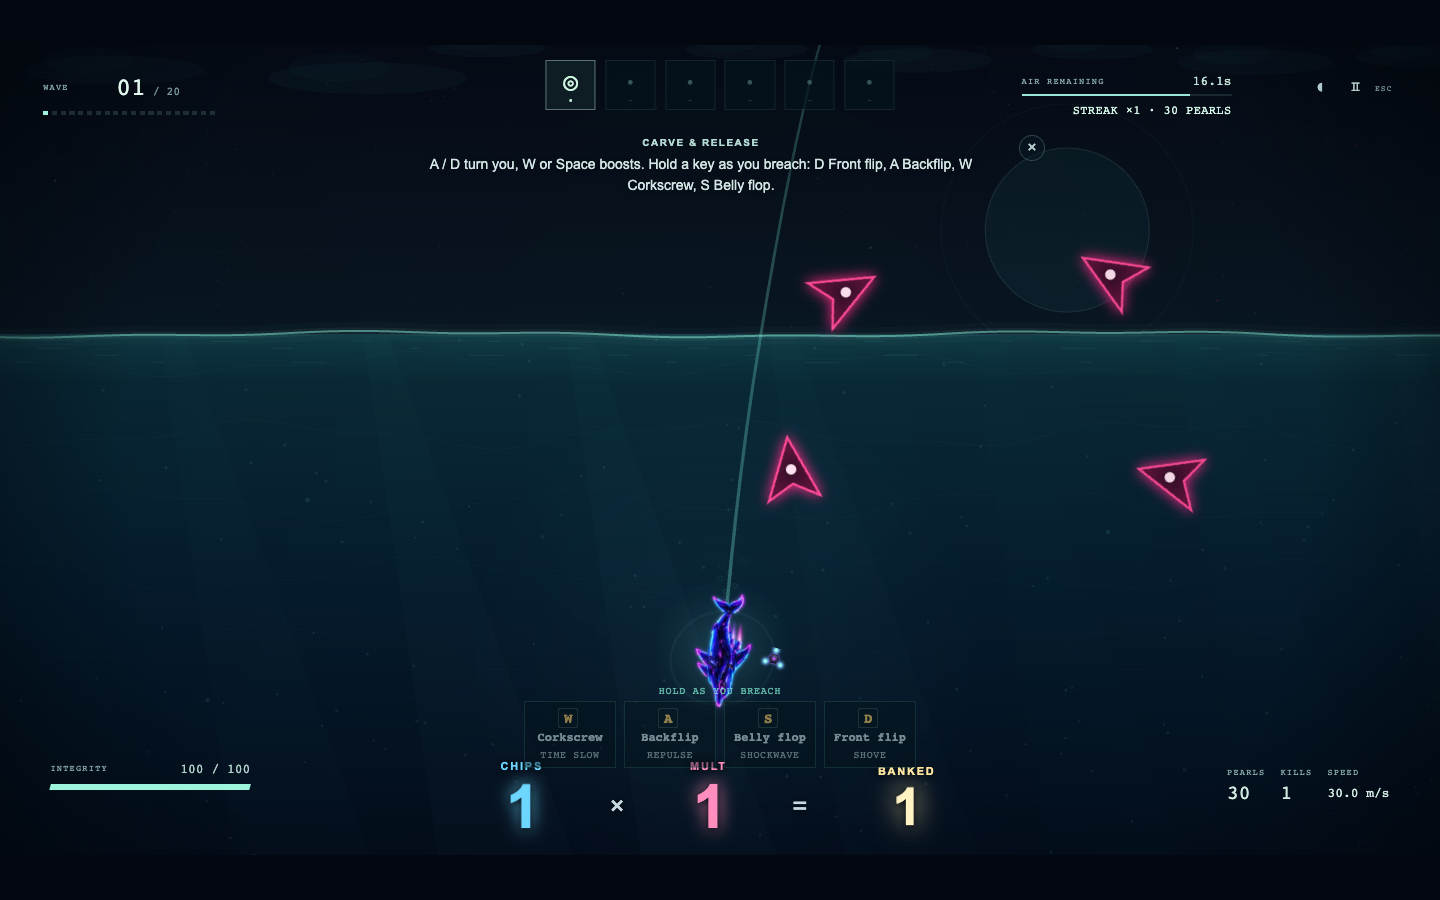 WAVE 01 / 20
AIR REMAINING 16.1s
STREAK ×1 · 30 PEARLS
II ESC
CARVE & RELEASE
A / D turn you, W or Space boosts. Hold a key as you breach: D Front flip, A Backflip, W
Corkscrew, S Belly flop.
HOLD AS YOU BREACH
W A S D
Corkscrew Backflip Belly flop Front flip
TIME SLOW REPULSE SHOCKWAVE SHOVE
INTEGRITY 100 / 100
CHIPS MULT BANKED
1 × 1 = 1
PEARLS KILLS SPEED
30 1 30.0 m/s